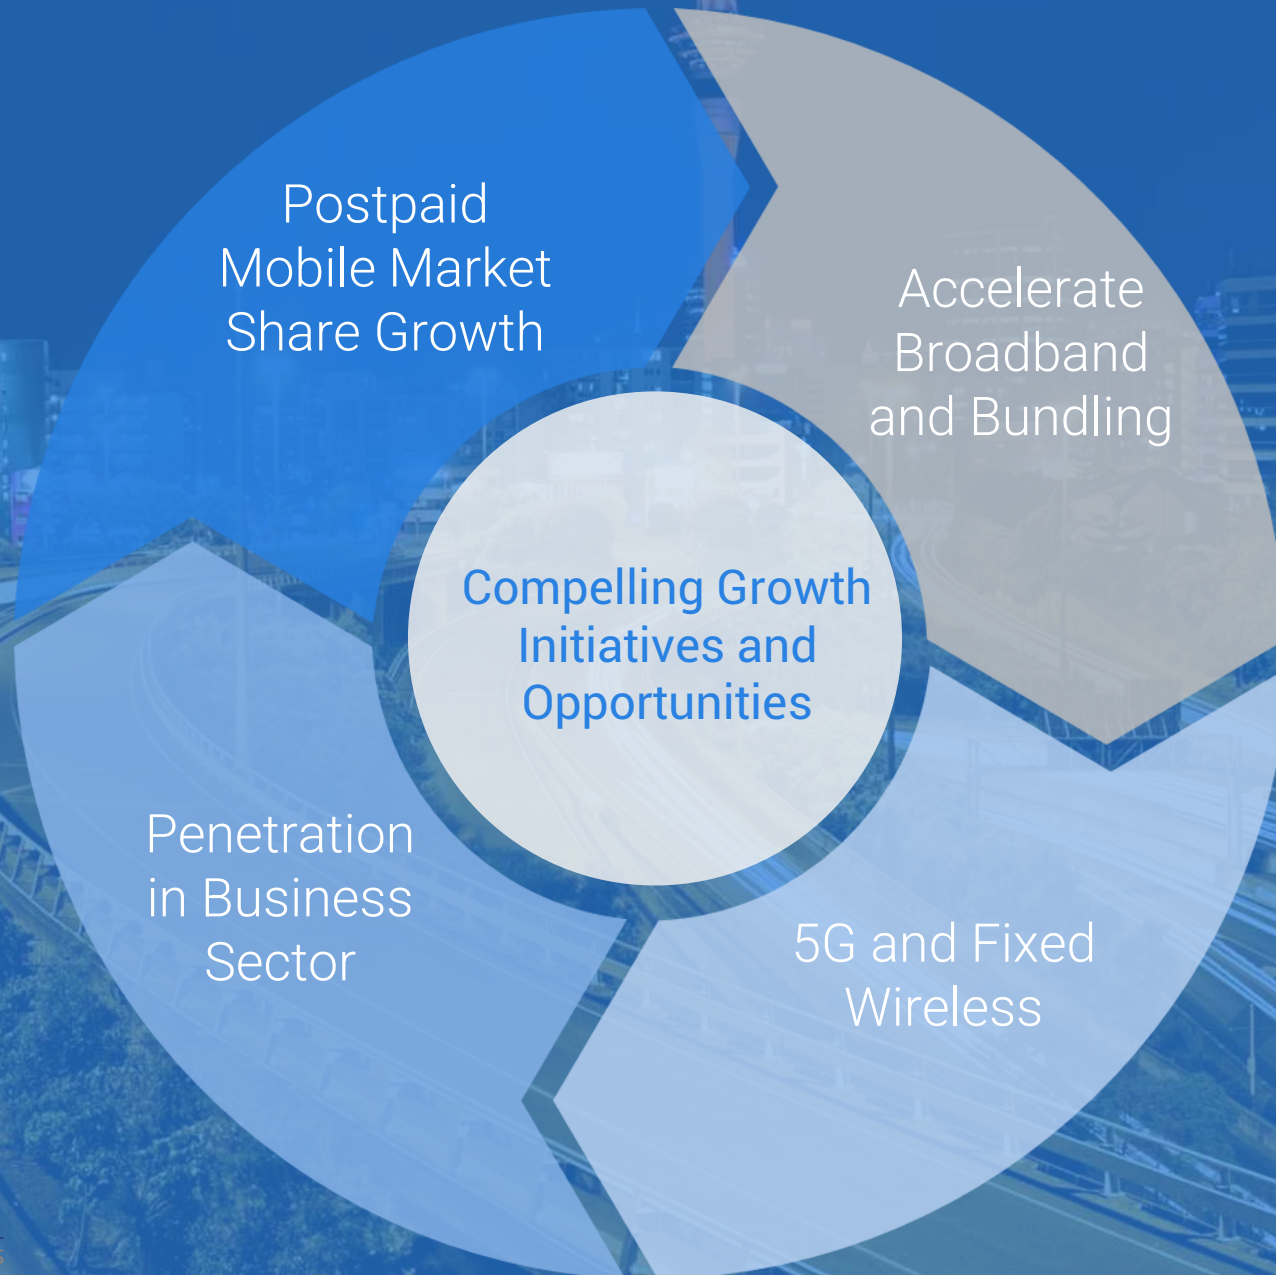 Postpaid
Mobile Market
Share Growth
Accelerate
Broadband
and Bundling
Compelling Growth
Initiatives and
Opportunities
Penetration
in Business
Sector
5G and Fixed
Wireless